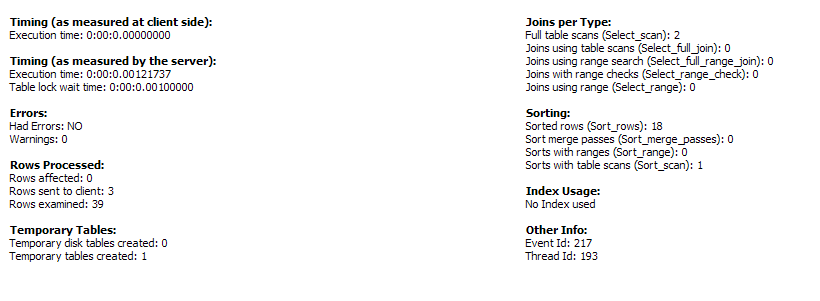 Timing (as measured at client side):
Execution time: 0:00:0.00000000
Timing (as measured by the server):
Execution time: 0:00:0.00121737
Table lock wait time: 0:00:0.00100000
Errors:
Had Errors: NO
Warnings: 0
Rows Processed:
Rows affected: 0
Rows sent to client: 3
Rows examined: 39
Temporary Tables:
Temporary disk tables created: 0
Temporary tables created: 1
Joins per Type:
Full table scans (Select_scan): 2
Joins using table scans (Select_full_join): 0
Joins using range search (Select_full_range_join): 0
Joins with range checks (Select_range_check): 0
Joins using range (Select_range): 0
Sorting:
Sorted rows (Sort_rows): 18
Sort merge passes (Sort_merge_passes): 0
Sorts with ranges (Sort_range): 0
Sorts with table scans (Sort_scan): 1
Index Usage:
No Index used
Other Info:
Event Id: 217
Thread Id: 193